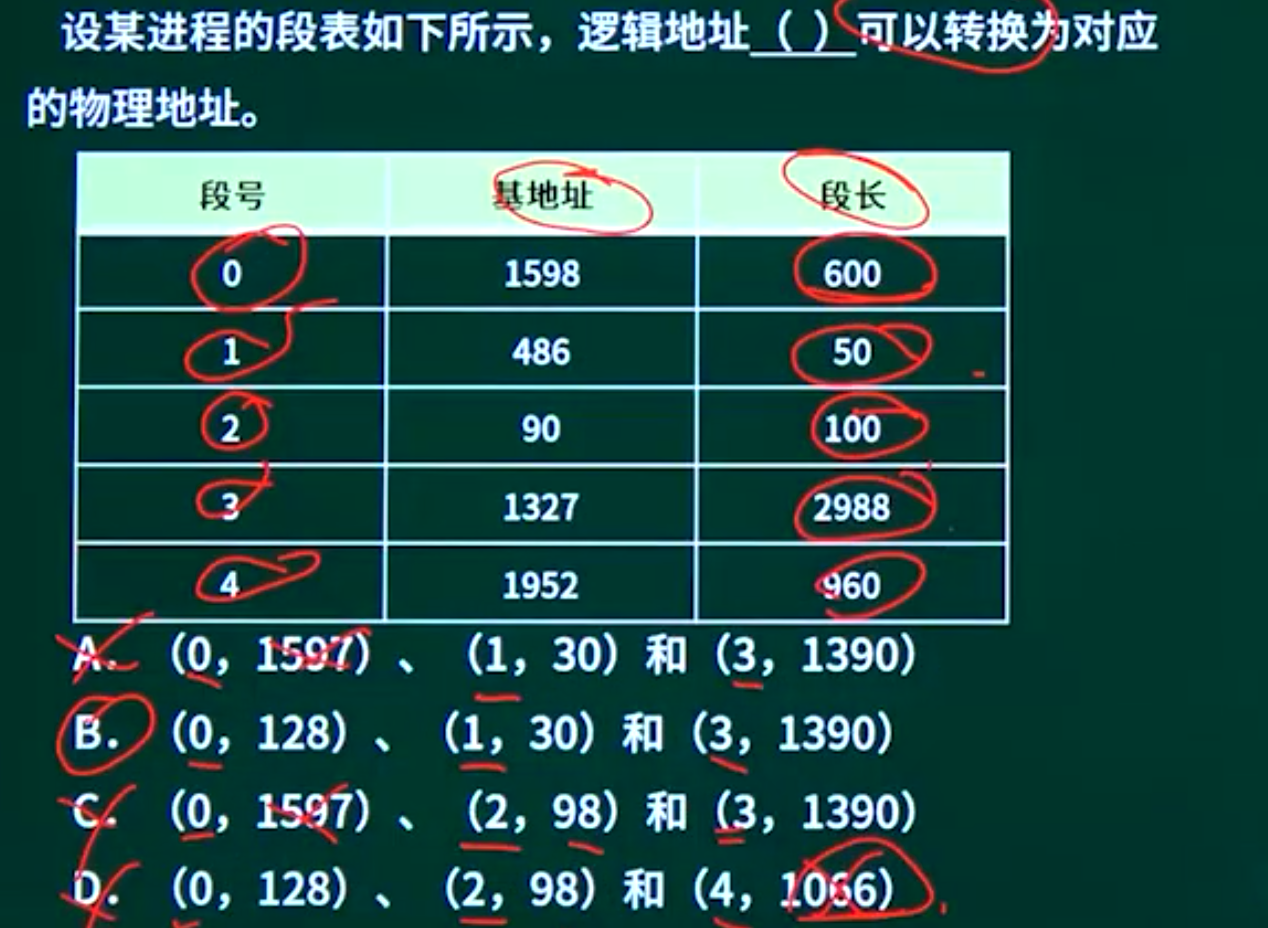 设某进程的段表如下所示，逻辑地址（ ）可以转换为对应
的物理地址。
段号 基地址 段长
0 1598 600
1 486 50
2 90 100
3 1327 2988
4 1952 960
A. （0，1597）、（1，30）和（3，1390）
B. （0，128）、（1，30）和（3，1390）
C. （0，1597）、（2，98）和（3，1390）
D. （0，128）、（2，98）和（4，1066）